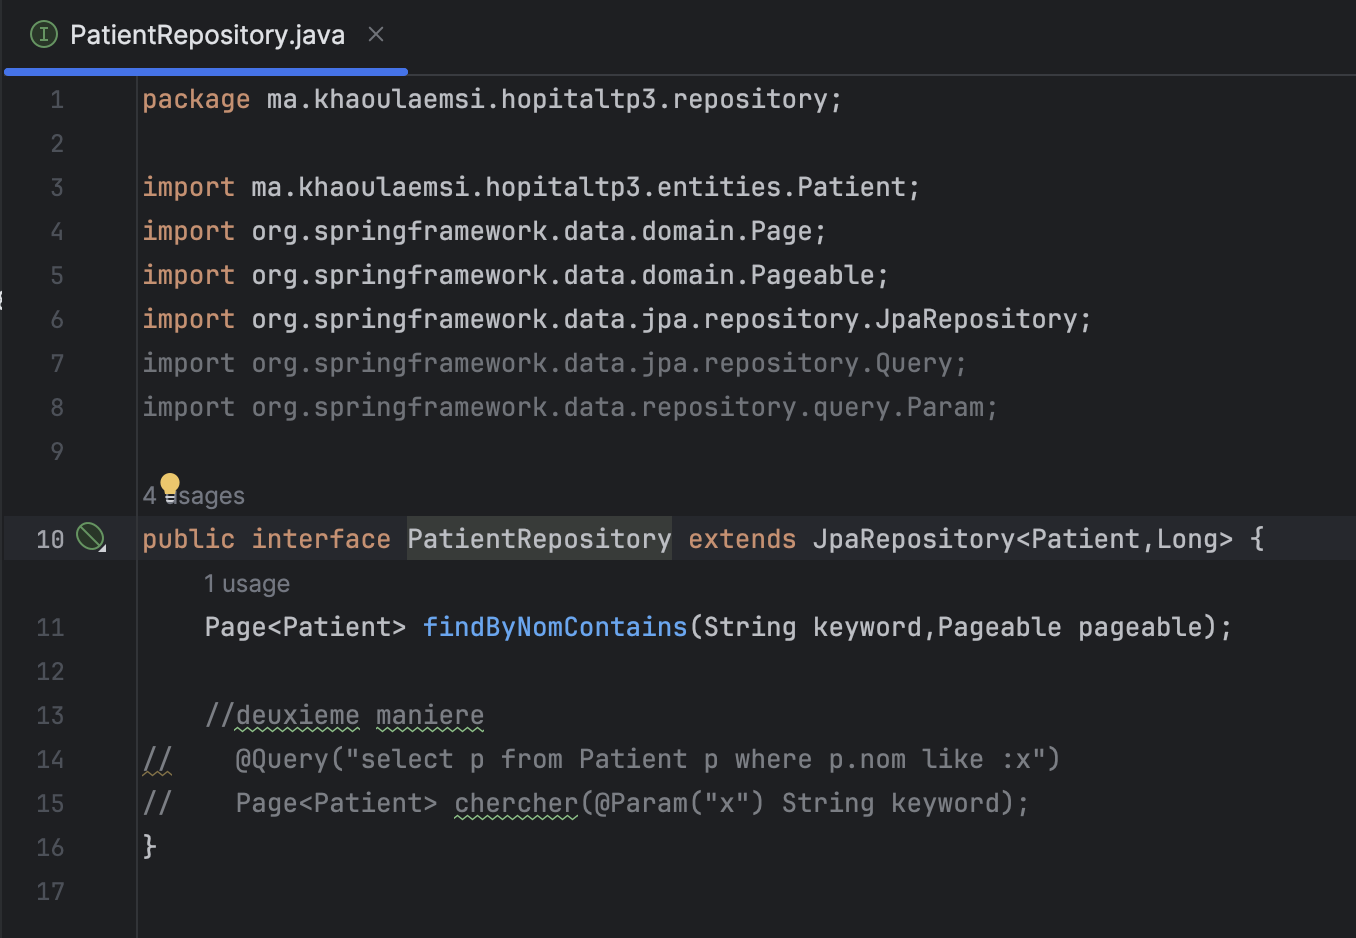 PatientRepository.java
1 package ma.khaoulaemsi.hopitaltp3.repository;
2
3 import ma.khaoulaemsi.hopitaltp3.entities.Patient;
4 import org.springframework.data.domain.Page;
5 import org.springframework.data.domain.Pageable;
6 import org.springframework.data.jpa.repository.JpaRepository;
7 import org.springframework.data.jpa.repository.Query;
8 import org.springframework.data.repository.query.Param;
9
4 usages
10 public interface PatientRepository extends JpaRepository<Patient,Long> {
1 usage
11 Page<Patient> findByNomContains(String keyword,Pageable pageable);
12
13 //deuxieme maniere
14 // @Query("select p from Patient p where p.nom like :x")
15 // Page<Patient> chercher(@Param("x") String keyword);
16 }
17